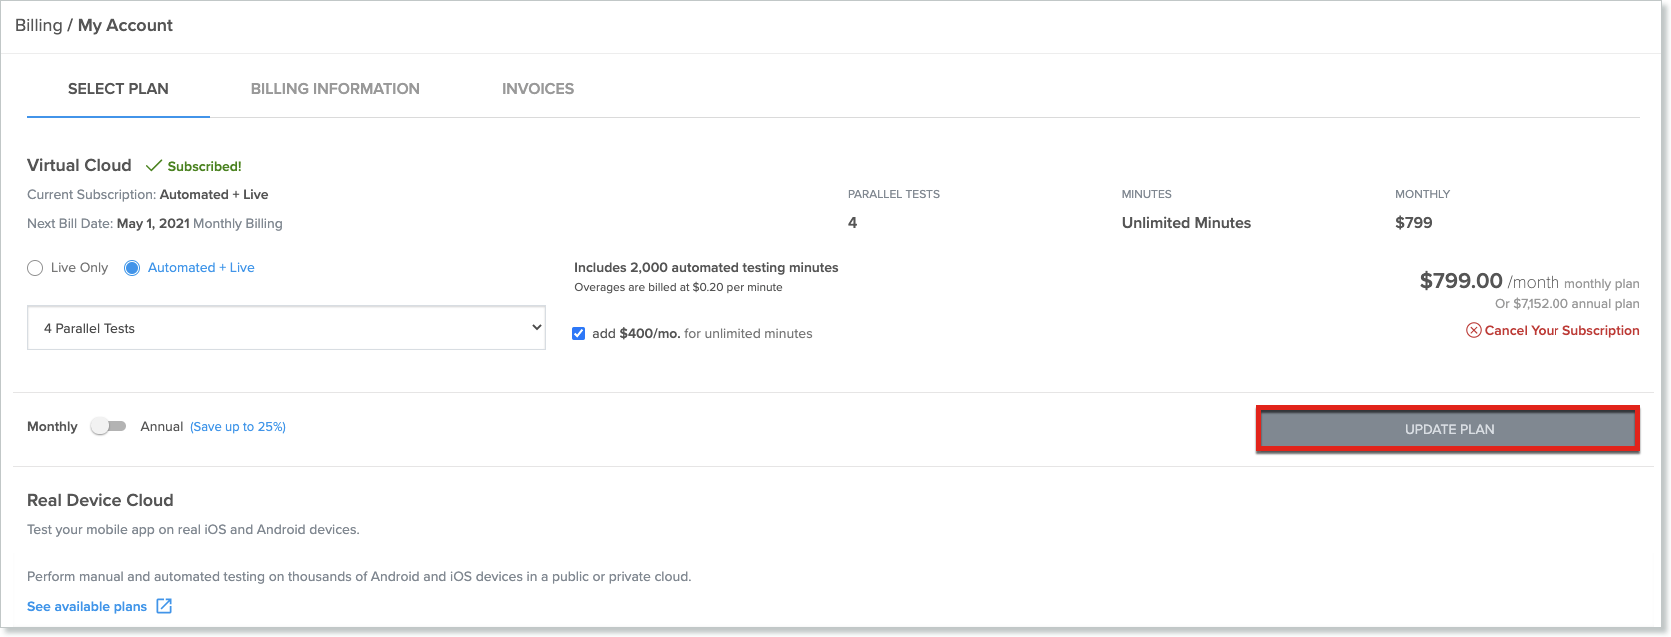 Billing / My Account
SELECT PLAN BILLING INFORMATION INVOICES
Virtual Cloud Subscribed!
Current Subscription: Automated + Live
Next Bill Date: May 1, 2021 Monthly Billing
PARALLEL TESTS MINUTES MONTHLY
4 Unlimited Minutes $799
Live Only Automated + Live
4 Parallel Tests
Includes 2,000 automated testing minutes
Overages are billed at $0.20 per minute
add $400/mo. for unlimited minutes
$799.00 /month monthly plan
Or $7,152.00 annual plan
Cancel Your Subscription
Monthly Annual (Save up to 25%)
UPDATE PLAN
Real Device Cloud
Test your mobile app on real iOS and Android devices.
Perform manual and automated testing on thousands of Android and iOS devices in a public or private cloud.
See available plans